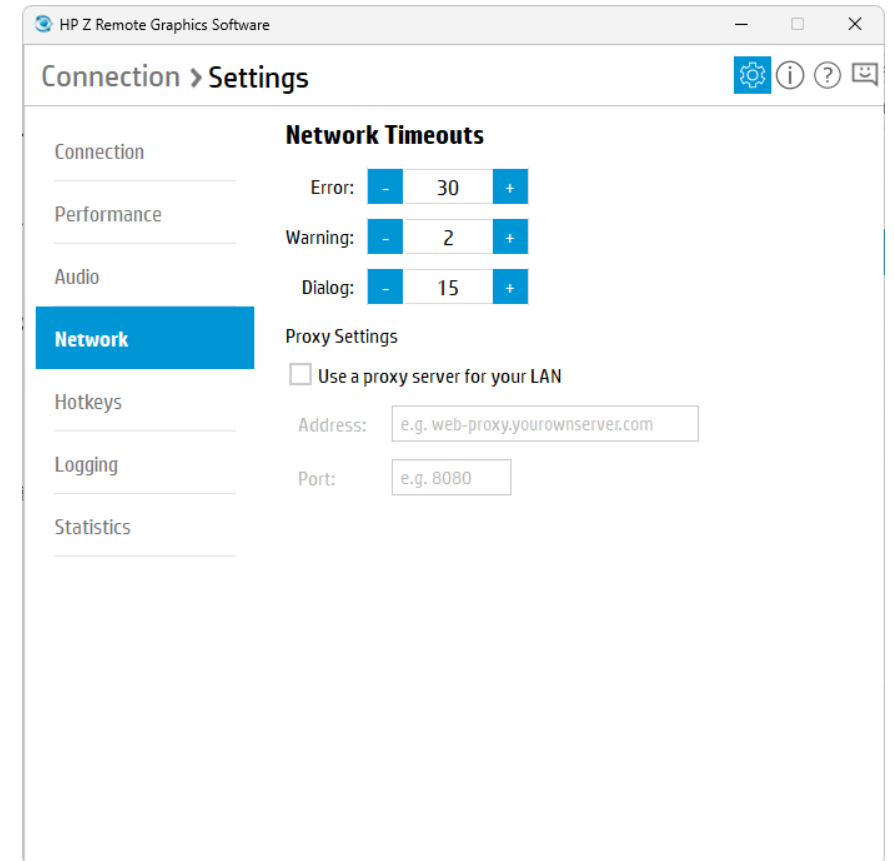 HP Z Remote Graphics Software
Connection > Settings
Connection
Performance
Audio
Network
Hotkeys
Logging
Statistics
Network Timeouts
Error: - 30 +
Warning: - 2 +
Dialog: - 15 +
Proxy Settings
Use a proxy server for your LAN
Address: e.g. web-proxy.yourownserver.com
Port: e.g. 8080